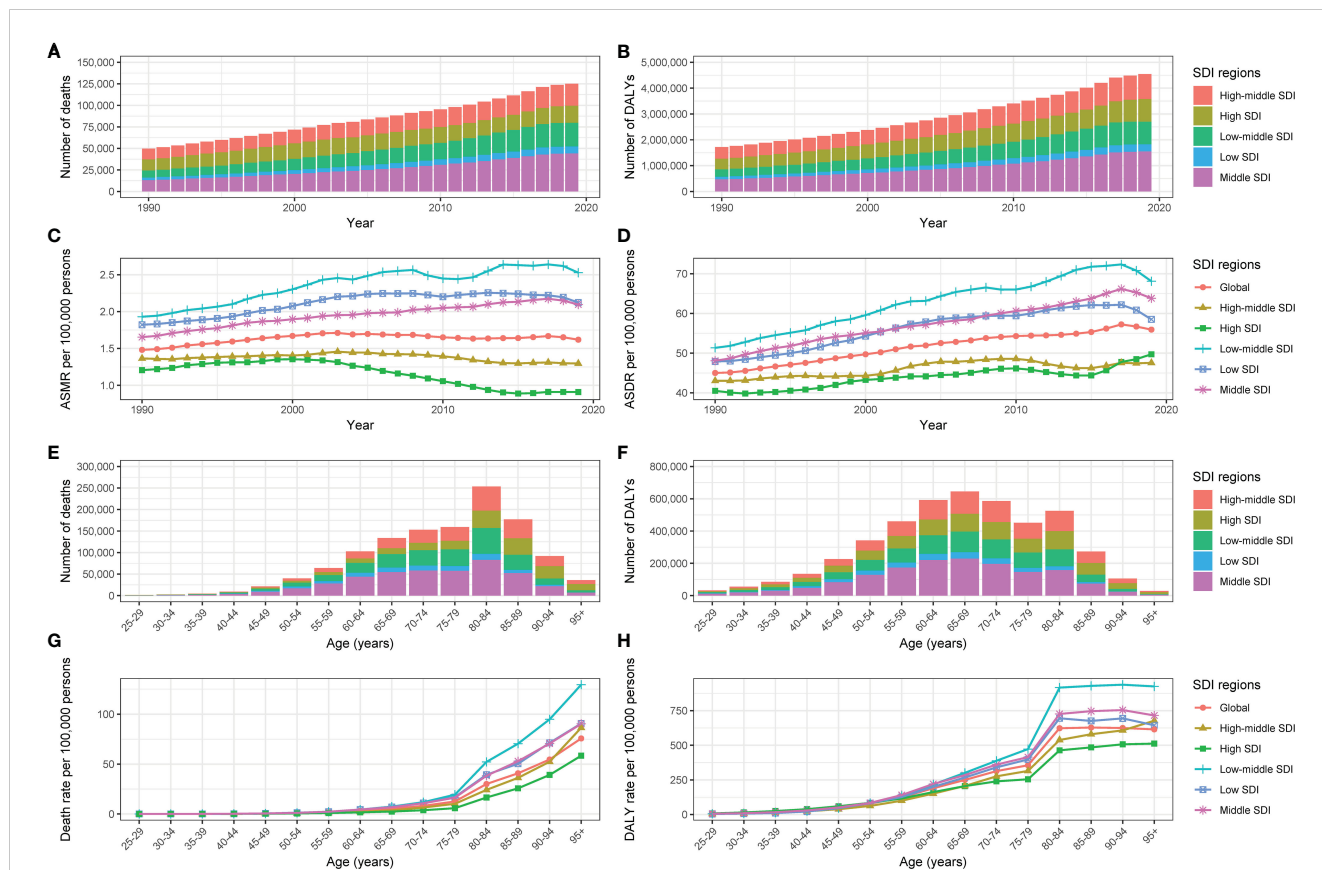 A
Number of deaths
150,000
125,000
100,000
75,000
50,000
25,000
0
1990
2000
2010
2020
Year
B
Number of DALYs
5,000,000
4,000,000
3,000,000
2,000,000
1,000,000
0
1990
2000
2010
2020
Year
SDI regions
High-middle SDI
High SDI
Low-middle SDI
Low SDI
Middle SDI
C
ASMR per 100,000 persons
2.5
2.0
1.5
1.0
1990
2000
2010
2020
Year
D
ASDR per 100,000 persons
70
60
50
40
1990
2000
2010
2020
Year
SDI regions
Global
High-middle SDI
High SDI
Low-middle SDI
Low SDI
Middle SDI
E
Number of deaths
300,000
250,000
200,000
150,000
100,000
50,000
0
25-29
30-34
35-39
40-44
45-49
50-54
55-59
60-64
65-69
70-74
75-79
80-84
85-89
90-94
95+
Age (years)
F
Number of DALYs
800,000
600,000
400,000
200,000
0
25-29
30-34
35-39
40-44
45-49
50-54
55-59
60-64
65-69
70-74
75-79
80-84
85-89
90-94
95+
Age (years)
SDI regions
High-middle SDI
High SDI
Low-middle SDI
Low SDI
Middle SDI
G
Death rate per 100,000 persons
100
50
0
25-29
30-34
35-39
40-44
45-49
50-54
55-59
60-64
65-69
70-74
75-79
80-84
85-89
90-94
95+
Age (years)
H
DALY rate per 100,000 persons
750
500
250
0
25-29
30-34
35-39
40-44
45-49
50-54
55-59
60-64
65-69
70-74
75-79
80-84
85-89
90-94
95+
Age (years)
SDI regions
Global
High-middle SDI
High SDI
Low-middle SDI
Low SDI
Middle SDI